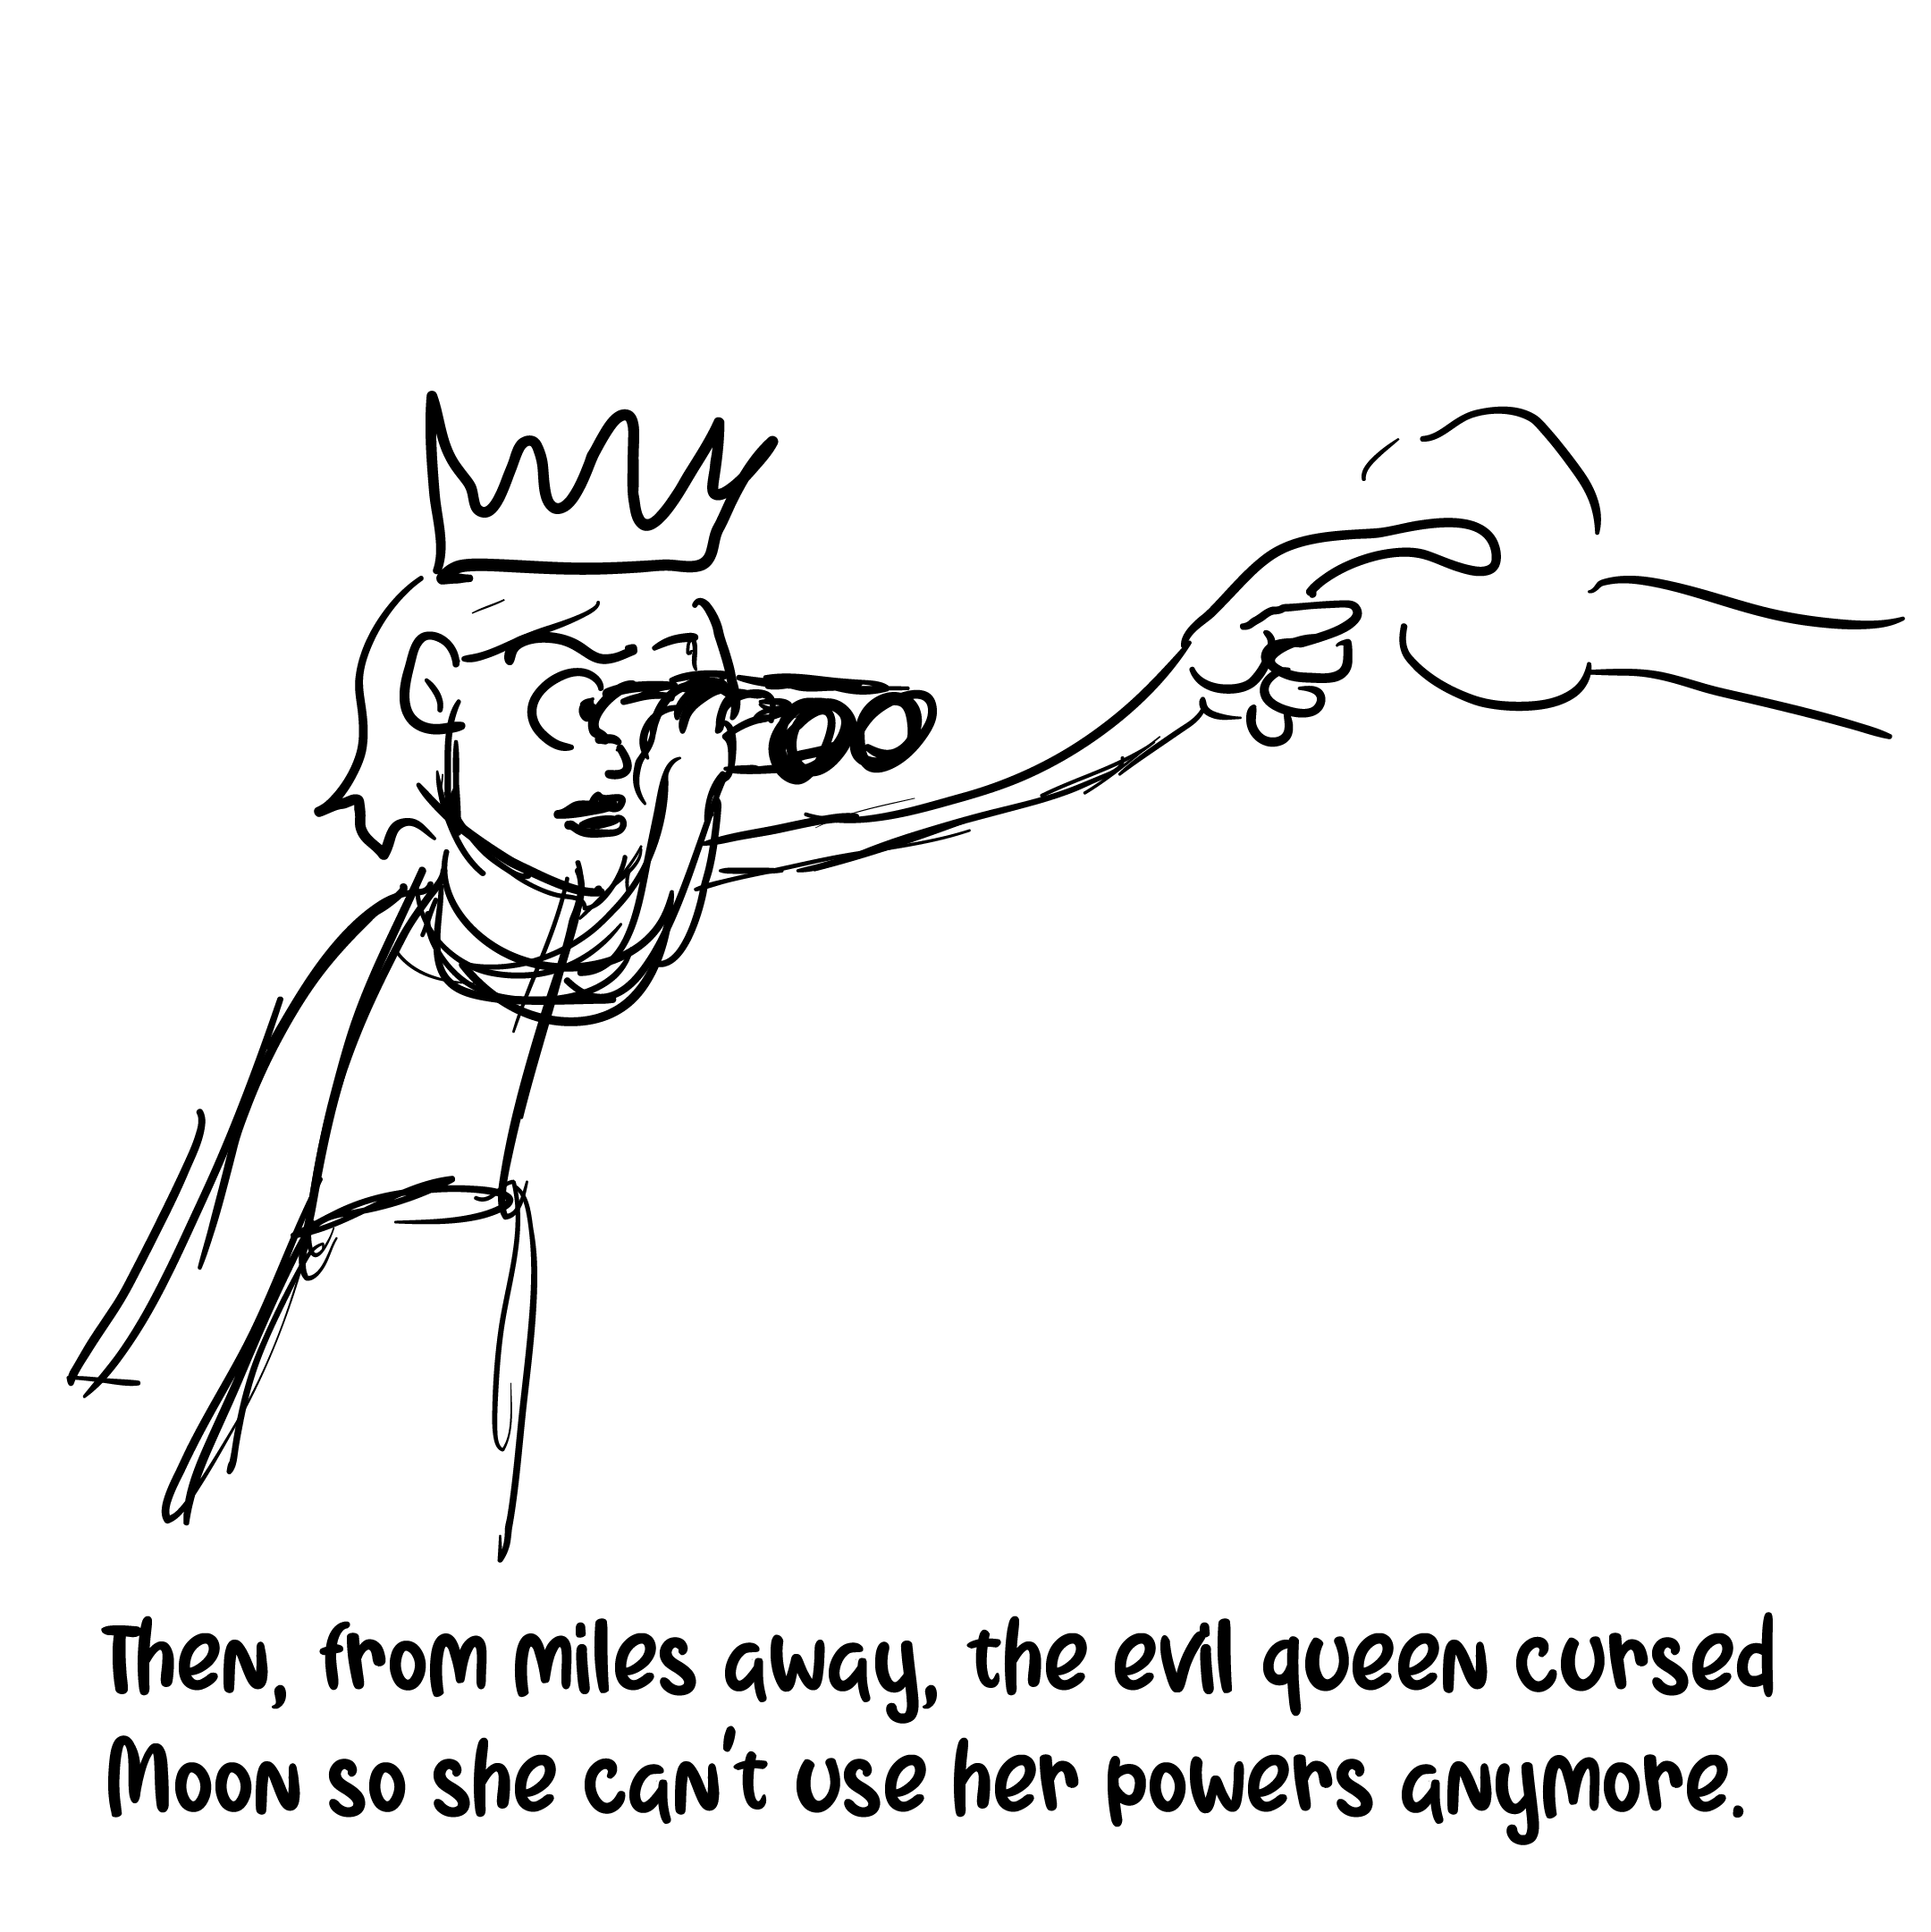 Then, from miles away, the evil queen cursed
Moon so she can't use her powers anymore.